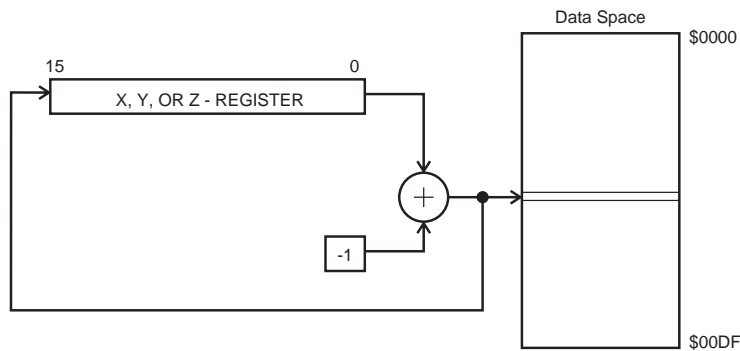 Data Space
$0000
15 0
X, Y, OR Z - REGISTER
+
-1
$00DF